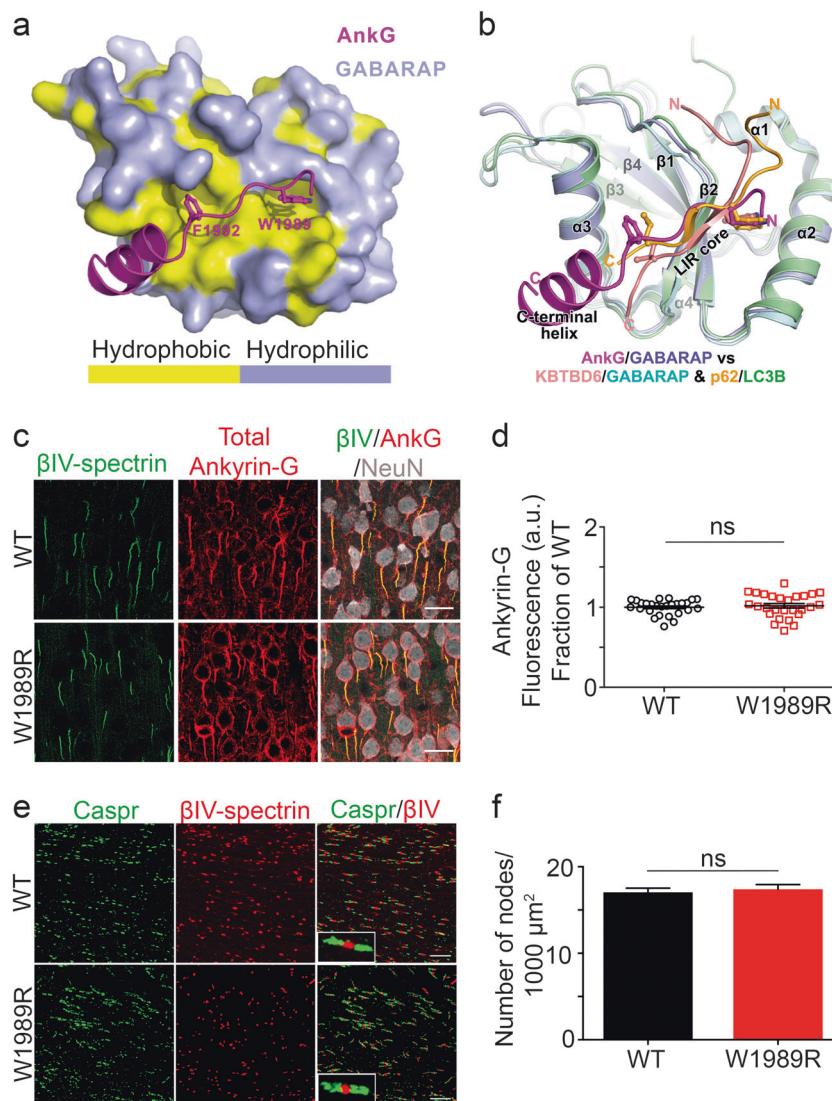 a
AnkG
GABARAP
F1992
W1989
Hydrophobic Hydrophilic
b
N
N
α1
β1
β4
β2
β3
α3
N
α2
C
LIR core
C
C-terminal
helix
C
α4
AnkG/GABARAP vs
KBTBD6/GABARAP & p62/LC3B
c
βIV-spectrin
Total
Ankyrin-G
βIV/AnkG
/NeuN
WT
W1989R
d
Ankyrin-G
Fluorescence (a.u.)
Fraction of WT
2
1
0
ns
WT
W1989R
e
Caspr
βIV-spectrin
Caspr/βIV
WT
W1989R
f
Number of nodes/
1000 µm²
20
10
0
ns
WT
W1989R